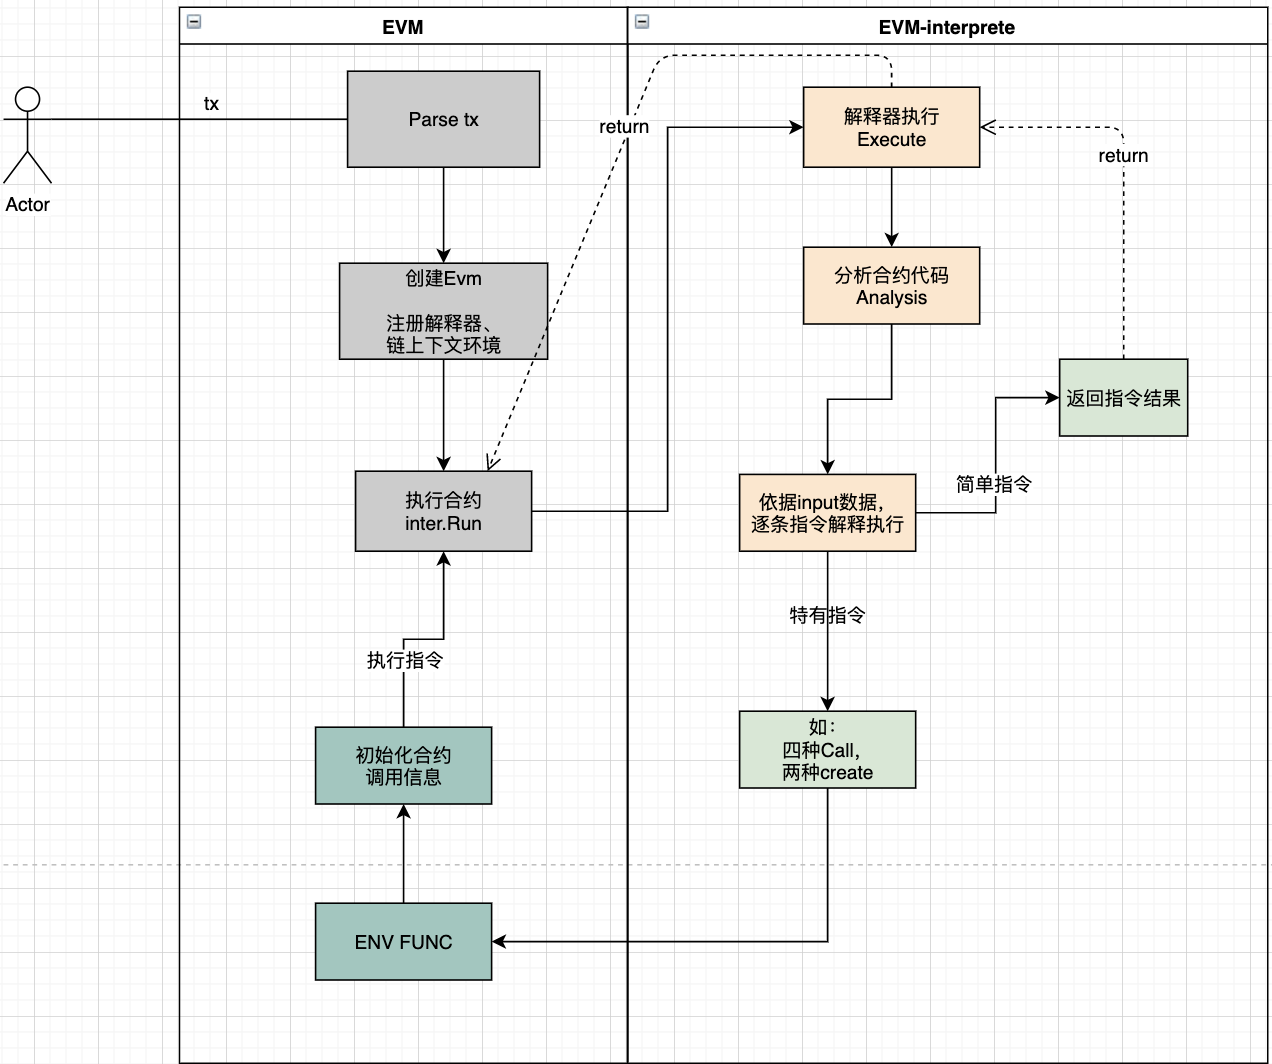 EVM
EVM-interprete
tx
Actor
Parse tx
创建Evm
注册解释器、
链上下文环境
return
解释器执行
Execute
return
分析合约代码
Analysis
返回指令结果
简单指令
执行合约
inter.Run
依据input数据，
逐条指令解释执行
特有指令
执行指令
如：
四种Call，
两种create
初始化合约
调用信息
ENV FUNC